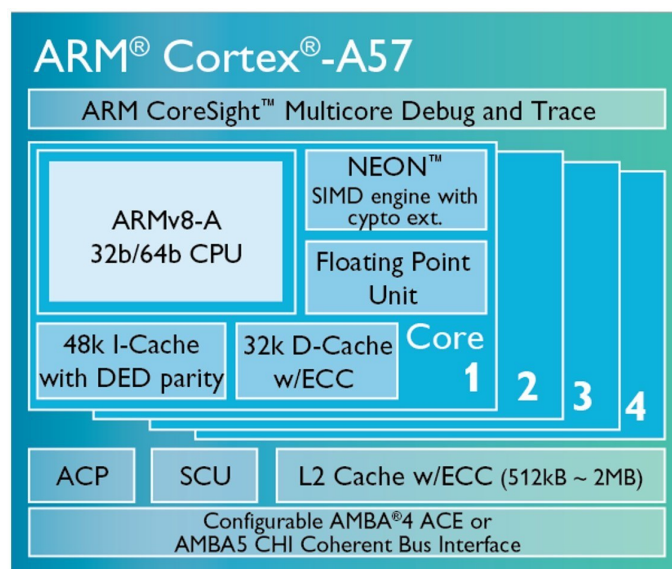 ARM® Cortex®-A57
ARM CoreSight™ Multicore Debug and Trace
ARMv8-A
32b/64b CPU
NEON™
SIMD engine with
cypto ext.
Floating Point
Unit
48k I-Cache
with DED parity
32k D-Cache
w/ECC
Core
1
2
3
4
ACP
SCU
L2 Cache w/ECC (512kB ~ 2MB)
Configurable AMBA®4 ACE or
AMBA5 CHI Coherent Bus Interface